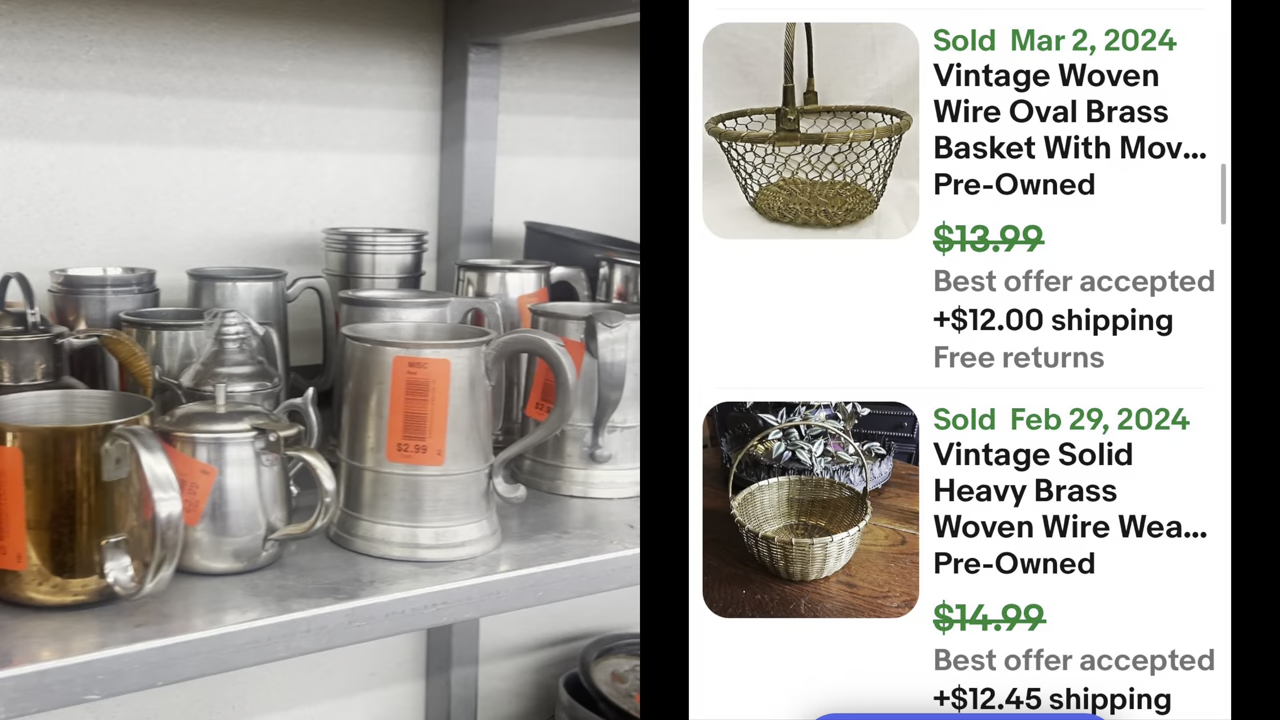 MISC
$2.99
Sold Mar 2, 2024
Vintage Woven
Wire Oval Brass
Basket With Mov...
Pre-Owned
$13.99
Best offer accepted
+$12.00 shipping
Free returns
Sold Feb 29, 2024
Vintage Solid
Heavy Brass
Woven Wire Wea...
Pre-Owned
$14.99
Best offer accepted
+$12.45 shipping